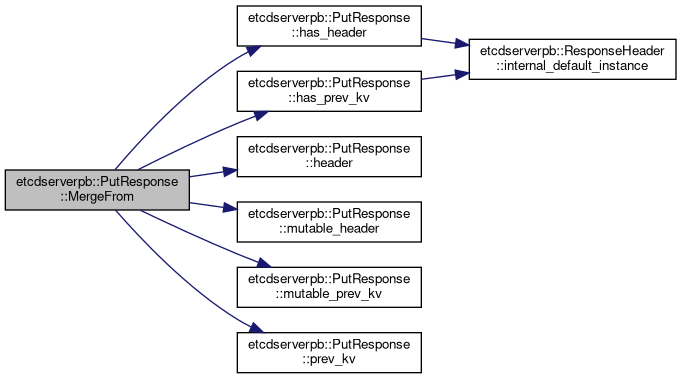 etcdserverpb::PutResponse
::MergeFrom
etcdserverpb::PutResponse
::has_header
etcdserverpb::PutResponse
::has_prev_kv
etcdserverpb::PutResponse
::header
etcdserverpb::PutResponse
::mutable_header
etcdserverpb::PutResponse
::mutable_prev_kv
etcdserverpb::PutResponse
::prev_kv
etcdserverpb::ResponseHeader
::internal_default_instance